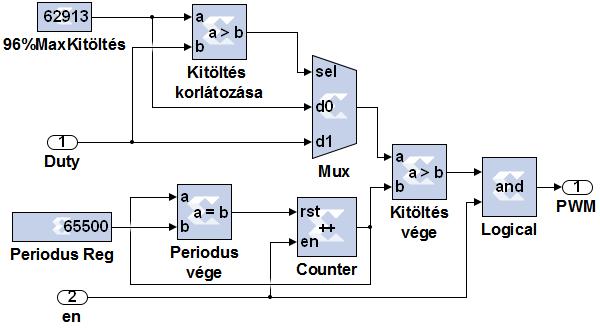 62913
96%MaxKitöltés
a
b
a > b
Kitöltés
korlátozása
sel
d0
d1
Mux
1
Duty
a
b
a > b
Kitöltés
vége
and
Logical
1
PWM
65500
Periodus Reg
a
b
a = b
Periodus
vége
rst
en
++
Counter
2
en